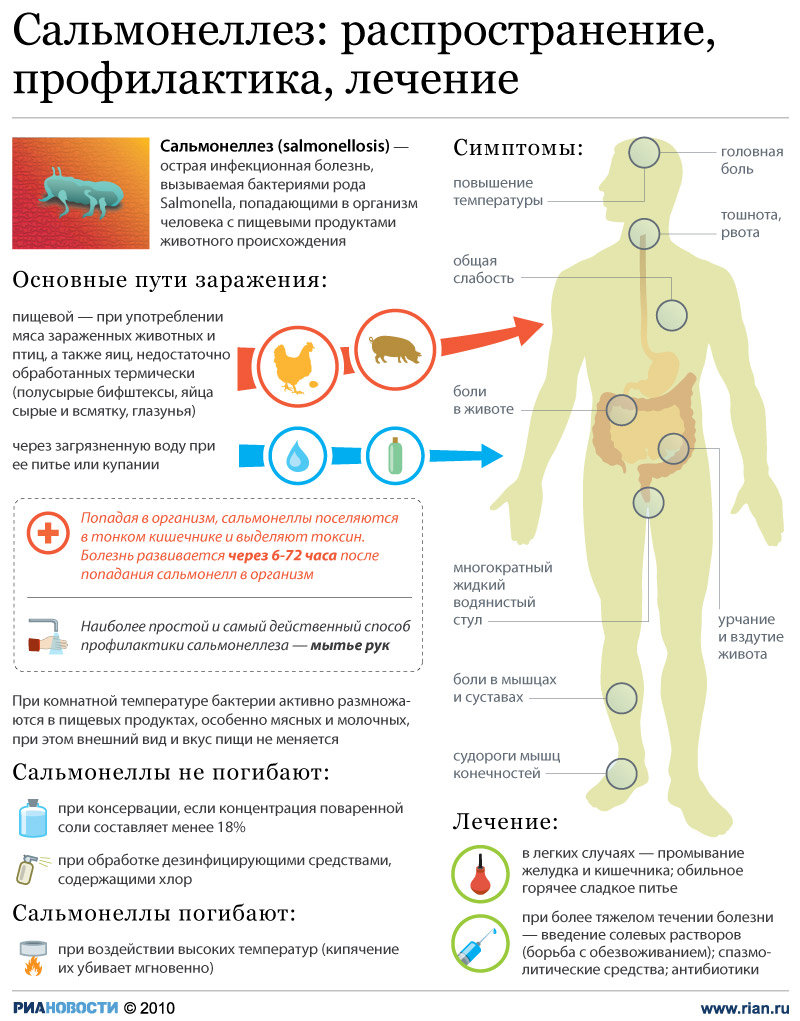 Сальмонеллез: распространение,
профилактика, лечение
Сальмонеллез (salmonellosis) —
острая инфекционная болезнь,
вызываемая бактериями рода
Salmonella, попадающими в организм
человека с пищевыми продуктами
животного происхождения
Основные пути заражения:
пищевой — при употреблении
мяса зараженных животных и
птиц, а также яиц, недостаточно
обработанных термически
(полусырые бифштексы, яйца
сырые и всмятку, глазунья)
через загрязненную воду при
ее питье или купании
Попадая в организм, сальмонеллы поселяются
в тонком кишечнике и выделяют токсин.
Болезнь развивается через 6-72 часа после
попадания сальмонелл в организм
Наиболее простой и самый действенный способ
профилактики сальмонеллеза — мытье рук
При комнатной температуре бактерии активно размножа-
ются в пищевых продуктах, особенно мясных и молочных,
при этом внешний вид и вкус пищи не меняется
Сальмонеллы не погибают:
при консервации, если концентрация поваренной
соли составляет менее 18%
при обработке дезинфицирующими средствами,
содержащими хлор
Сальмонеллы погибают:
при воздействии высоких температур (кипячение
их убивает мгновенно)
Симптомы:
головная
боль
повышение
температуры
тошнота,
рвота
общая
слабость
боли
в животе
многократный
жидкий
водянистый
стул
урчание
и вздутие
живота
боли в мышцах
и суставах
судороги мышц
конечностей
Лечение:
в легких случаях — промывание
желудка и кишечника; обильное
горячее сладкое питье
при более тяжелом течении болезни
— введение солевых растворов
(борьба с обезвоживанием); спазмо-
литические средства; антибиотики
РИАНОВОСТИ © 2010
www.rian.ru